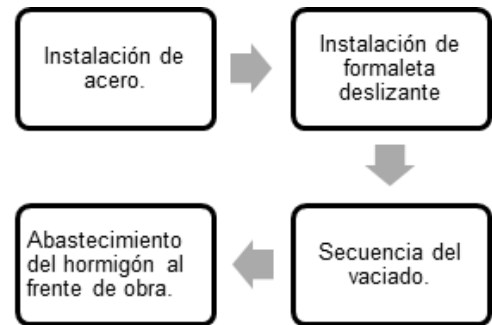 Instalación de
acero.
Instalación de
formaleta
deslizante
Secuencia del
vaciado.
Abastecimiento
del hormigón al
frente de obra.